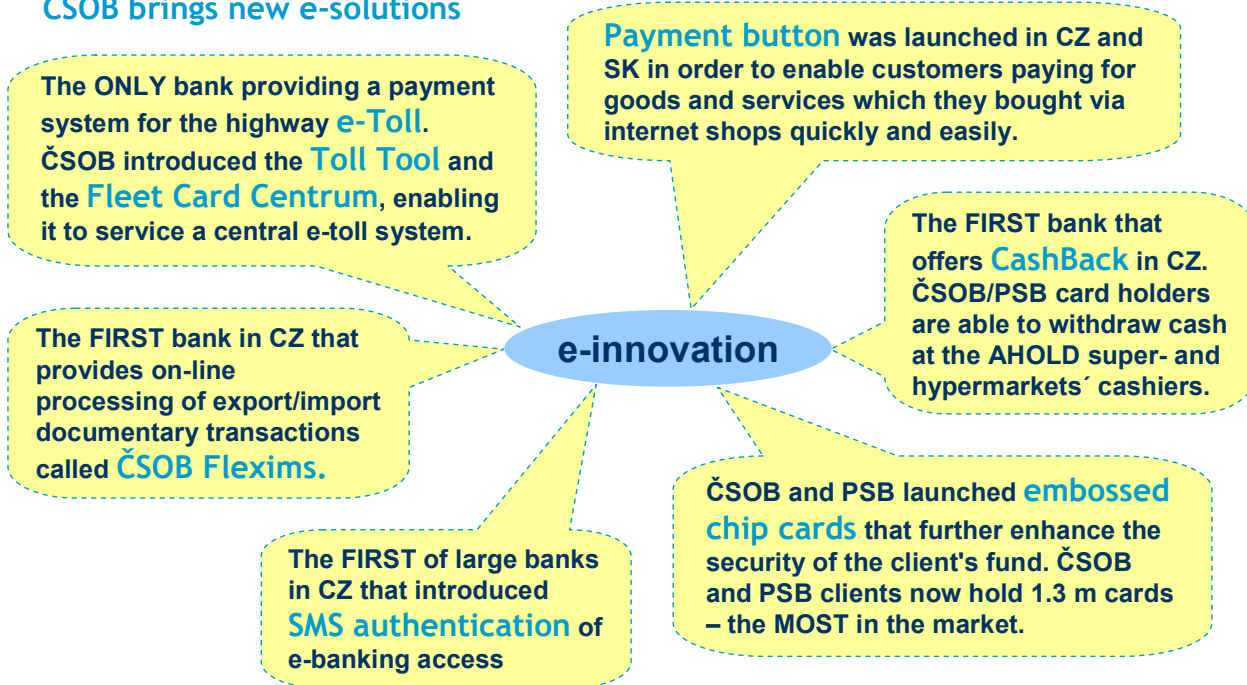 ČSOB brings new e-solutions
The ONLY bank providing a payment
system for the highway e-Toll.
ČSOB introduced the Toll Tool and
the Fleet Card Centrum, enabling
it to service a central e-toll system.
Payment button was launched in CZ and
SK in order to enable customers paying for
goods and services which they bought via
internet shops quickly and easily.
The FIRST bank that
offers CashBack in CZ.
ČSOB/PSB card holders
are able to withdraw cash
at the AHOLD super- and
hypermarkets´ cashiers.
e-innovation
The FIRST bank in CZ that
provides on-line
processing of export/import
documentary transactions
called ČSOB Flexims.
The FIRST of large banks
in CZ that introduced
SMS authentication of
e-banking access
ČSOB and PSB launched embossed
chip cards that further enhance the
security of the client's fund. ČSOB
and PSB clients now hold 1.3 m cards
– the MOST in the market.